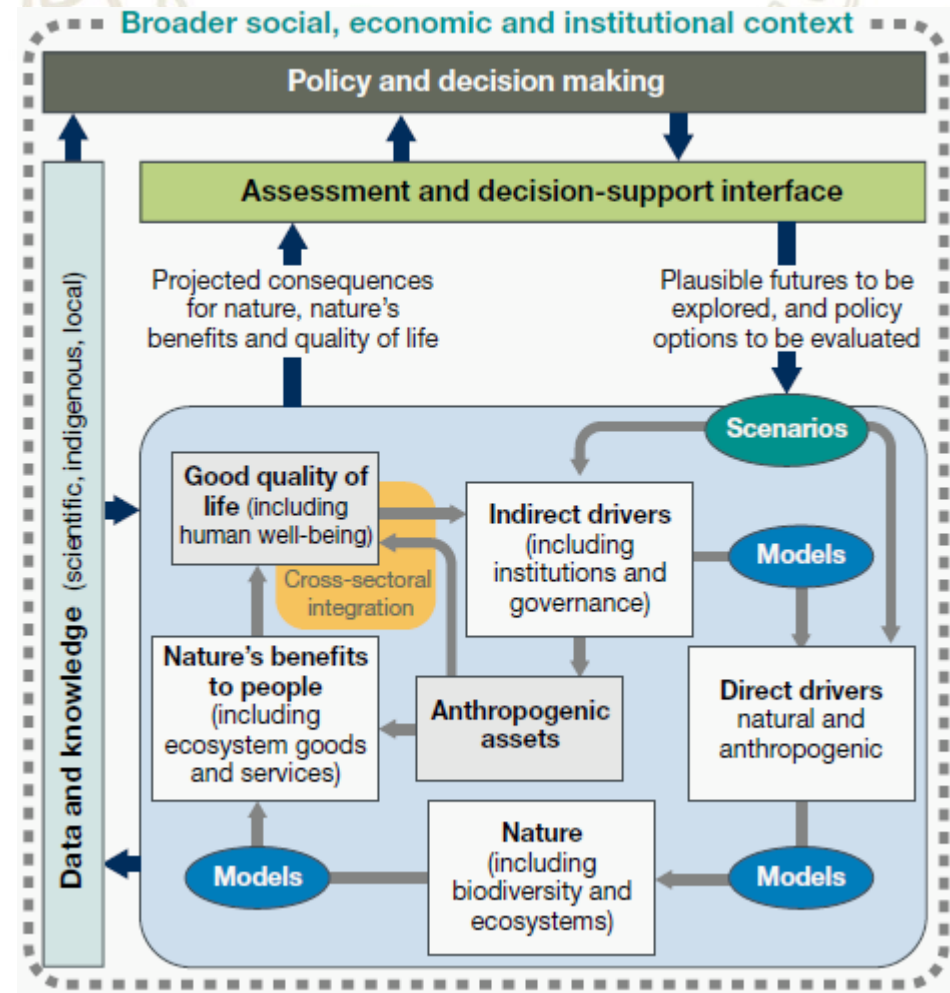 Broader social, economic and institutional context
Policy and decision making
Assessment and decision-support interface
Data and knowledge (scientific, indigenous, local)
Projected consequences
for nature, nature's
benefits and quality of life
Plausible futures to be
explored, and policy
options to be evaluated
Scenarios
Good quality of
life (including
human well-being)
Cross-sectoral
integration
Indirect drivers
(including
institutions and
governance)
Models
Nature's benefits
to people
(including
ecosystem goods
and services)
Anthropogenic
assets
Direct drivers
natural and
anthropogenic
Models
Nature
(including
biodiversity and
ecosystems)
Models